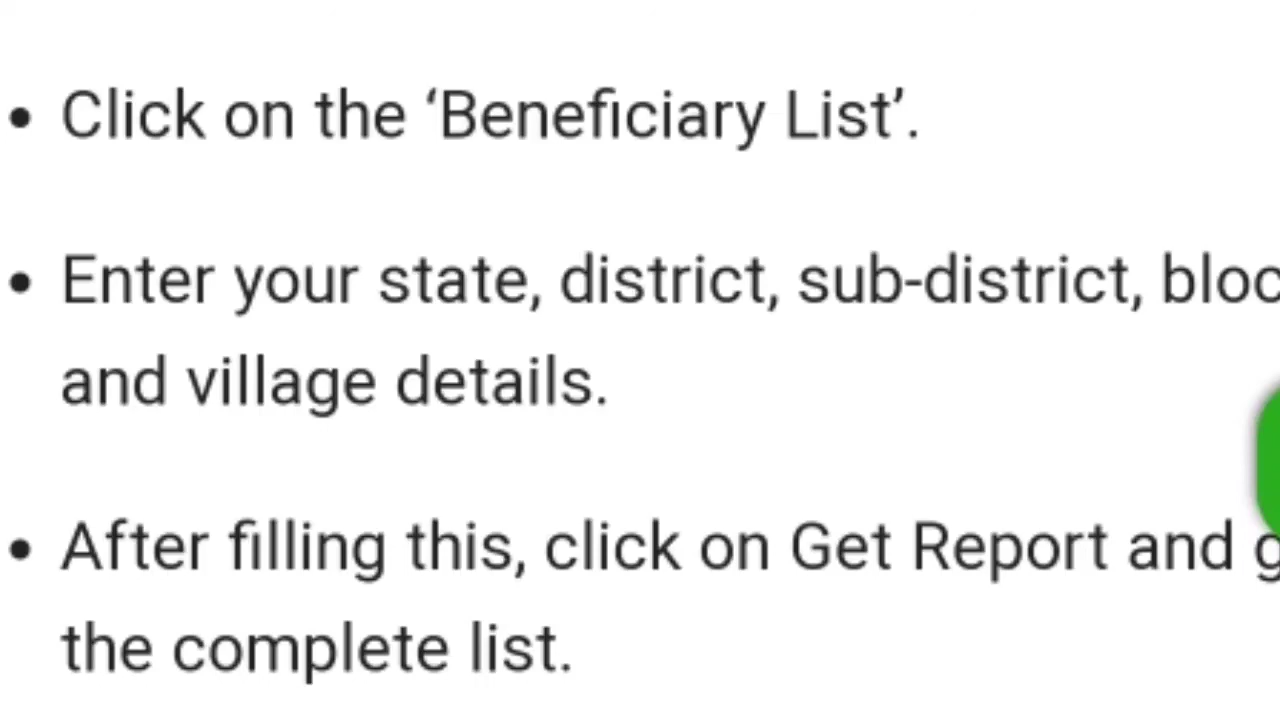 • Click on the ‘Beneficiary List’.
• Enter your state, district, sub-district,
and village details.
• After filling this, click on Get Report and
the complete list.